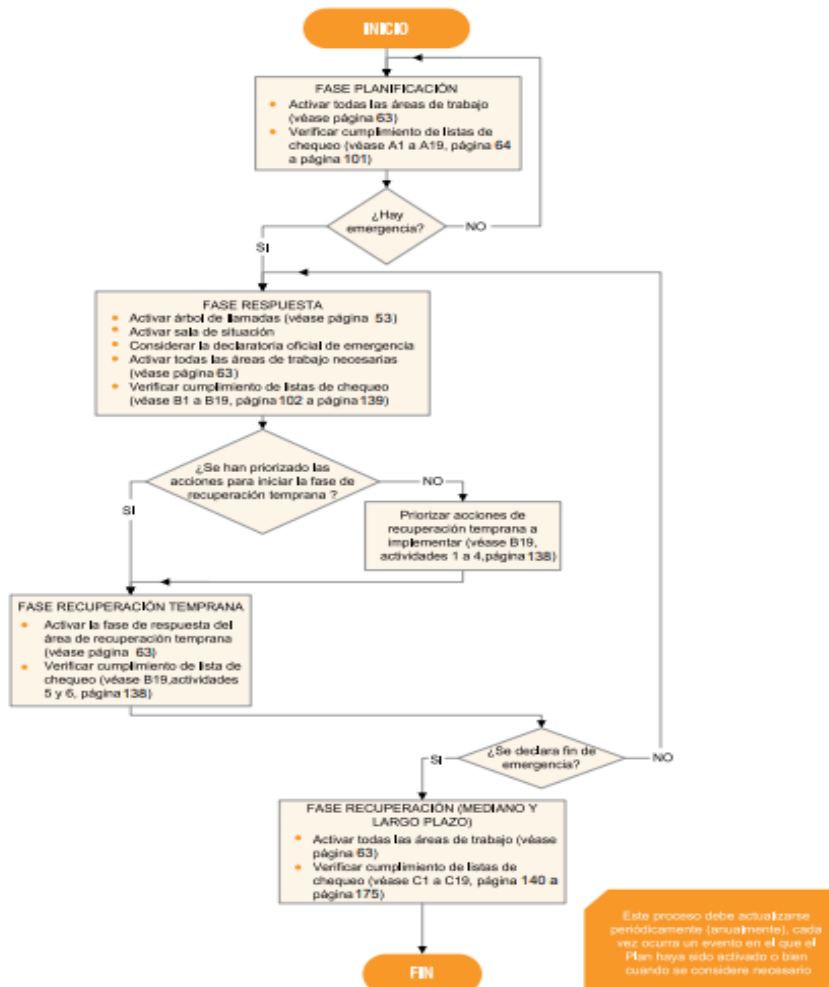 INICIO
FASE PLANIFICACIÓN
Activar todas las áreas de trabajo
(véase página 63)
Verificar cumplimiento de listas de
chequeo (véase A1 a A19, página 64
a página 101)
¿Hay
emergencia?
NO
SI
FASE RESPUESTA
Activar árbol de llamadas (véase página 53)
Activar sala de situación
Considerar la declaratoria oficial de emergencia
Activar todas las áreas de trabajo necesarias
(véase página 63)
Verificar cumplimiento de listas de chequeo
(véase B1 a B19, página 102 a página 139)
¿Se han priorizado las
acciones para iniciar la fase de
recuperación temprana ?
NO
SI
Priorizar acciones de
recuperación temprana a
implementar (véase B19,
actividades 1 a 4,página 138)
FASE RECUPERACIÓN TEMPRANA
Activar la fase de respuesta del
área de recuperación temprana
(véase página 63)
Verificar cumplimiento de lista de
chequeo (véase B19,actividades
5 y 6, página 138)
¿Se declara fin de
emergencia?
SI
NO
FASE RECUPERACIÓN (MEDIANO Y
LARGO PLAZO)
Activar todas las áreas de trabajo (véase
página 63)
Verificar cumplimiento de listas de
chequeo (véase C1 a C19, página 140 a
página 175)
FIN
Este proceso debe actualizarse
periódicamente (anualmente), cada
vez ocurra un evento en el que el
Plan haya sido activado o bien
cuando se considere necesario